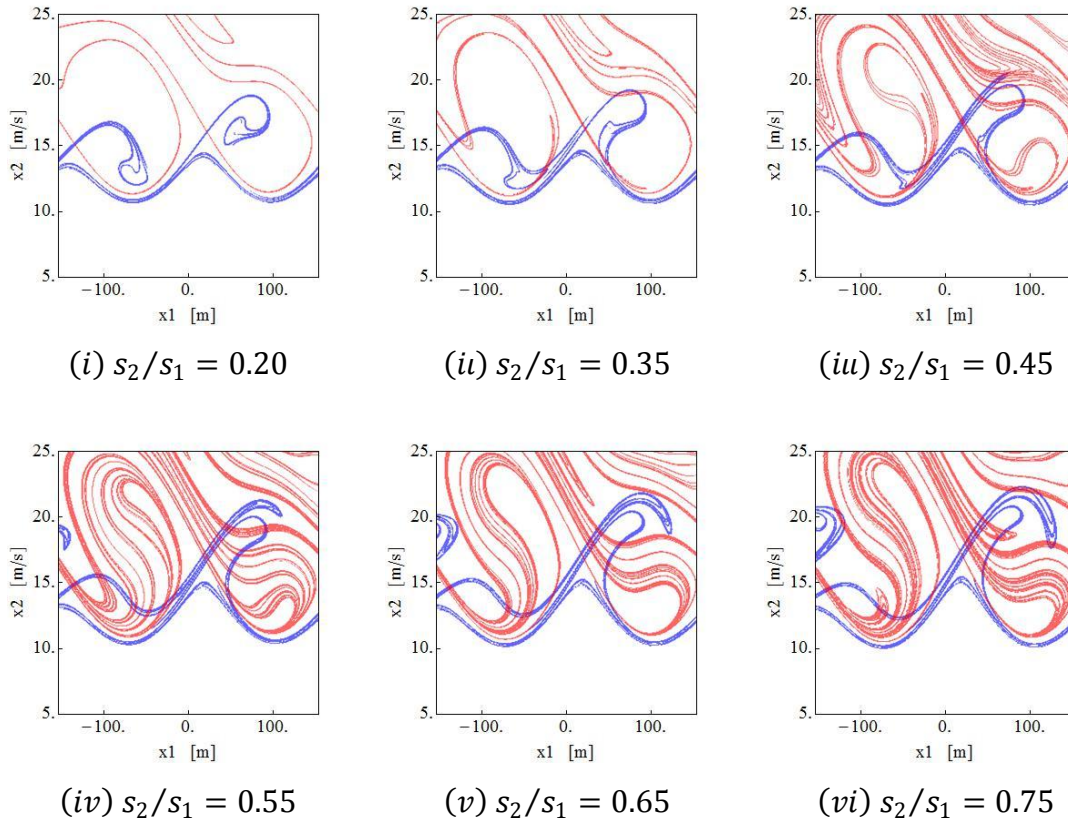 25.
20.
15.
10.
5.
x2 [m/s]
−100. 0. 100.
x1 [m]
(i) s₂/s₁ = 0.20
25.
20.
15.
10.
5.
x2 [m/s]
−100. 0. 100.
x1 [m]
(ii) s₂/s₁ = 0.35
25.
20.
15.
10.
5.
x2 [m/s]
−100. 0. 100.
x1 [m]
(iii) s₂/s₁ = 0.45
25.
20.
15.
10.
5.
x2 [m/s]
−100. 0. 100.
x1 [m]
(iv) s₂/s₁ = 0.55
25.
20.
15.
10.
5.
x2 [m/s]
−100. 0. 100.
x1 [m]
(v) s₂/s₁ = 0.65
25.
20.
15.
10.
5.
x2 [m/s]
−100. 0. 100.
x1 [m]
(vi) s₂/s₁ = 0.75